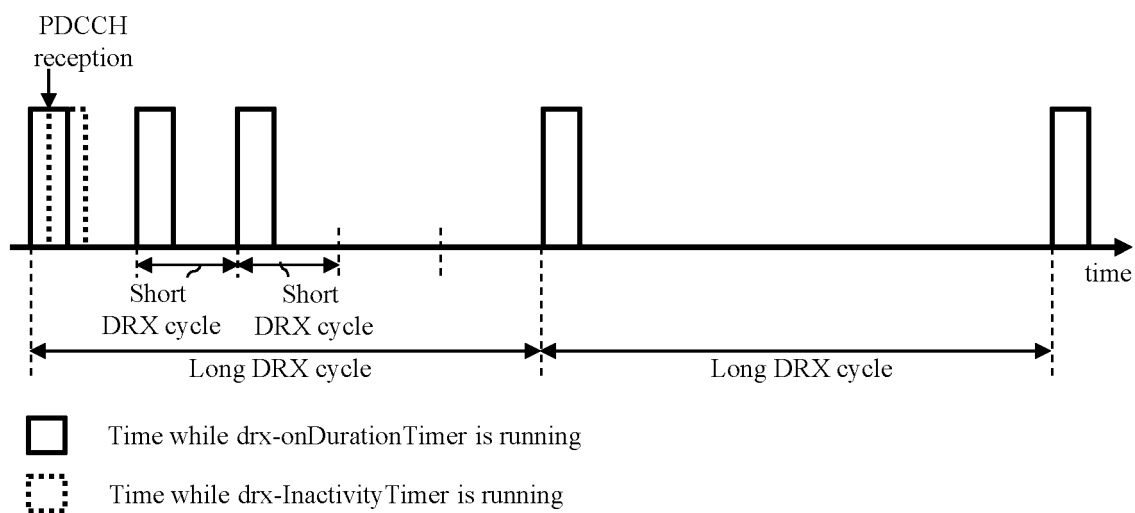 PDCCH
reception
time
Short
DRX cycle
Short
DRX cycle
Long DRX cycle
Long DRX cycle
Time while drx-onDurationTimer is running
Time while drx-InactivityTimer is running